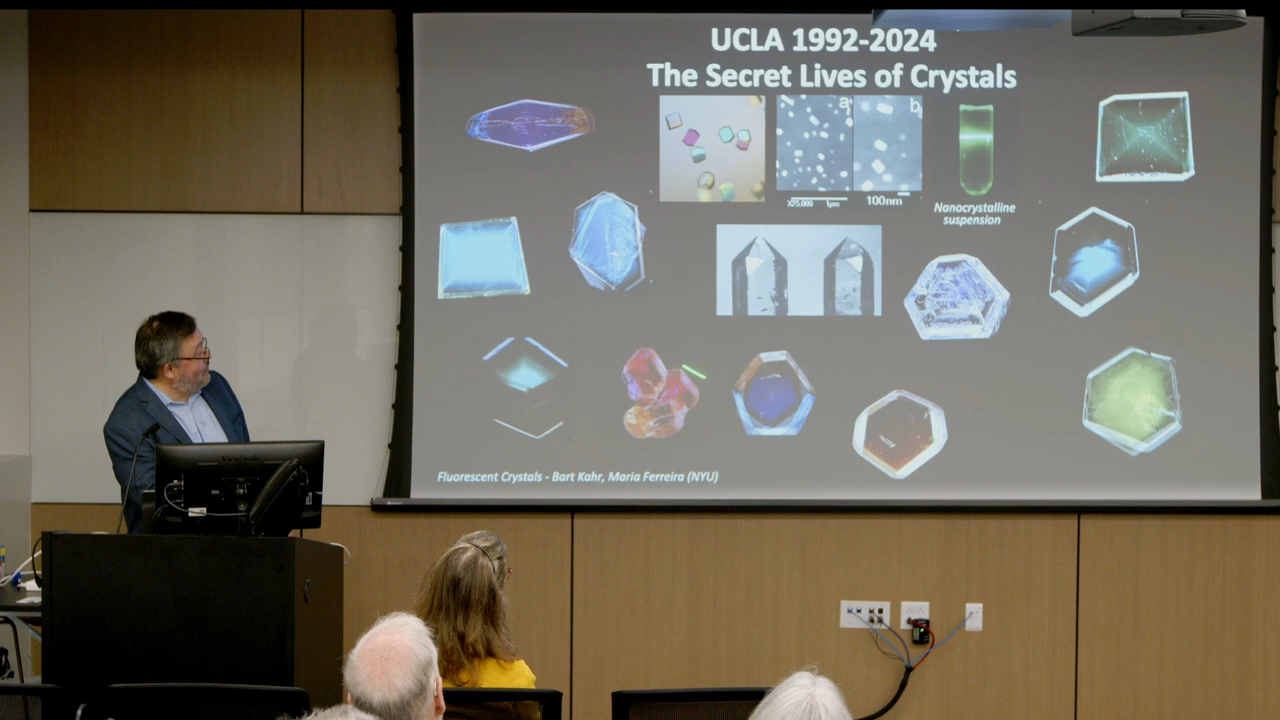 UCLA 1992-2024
The Secret Lives of Crystals
a
b
X75.000 1µm
100nm
Nanocrystalline
suspension
Fluorescent Crystals - Bart Kahr, Maria Ferreira (NYU)
ViewSonic